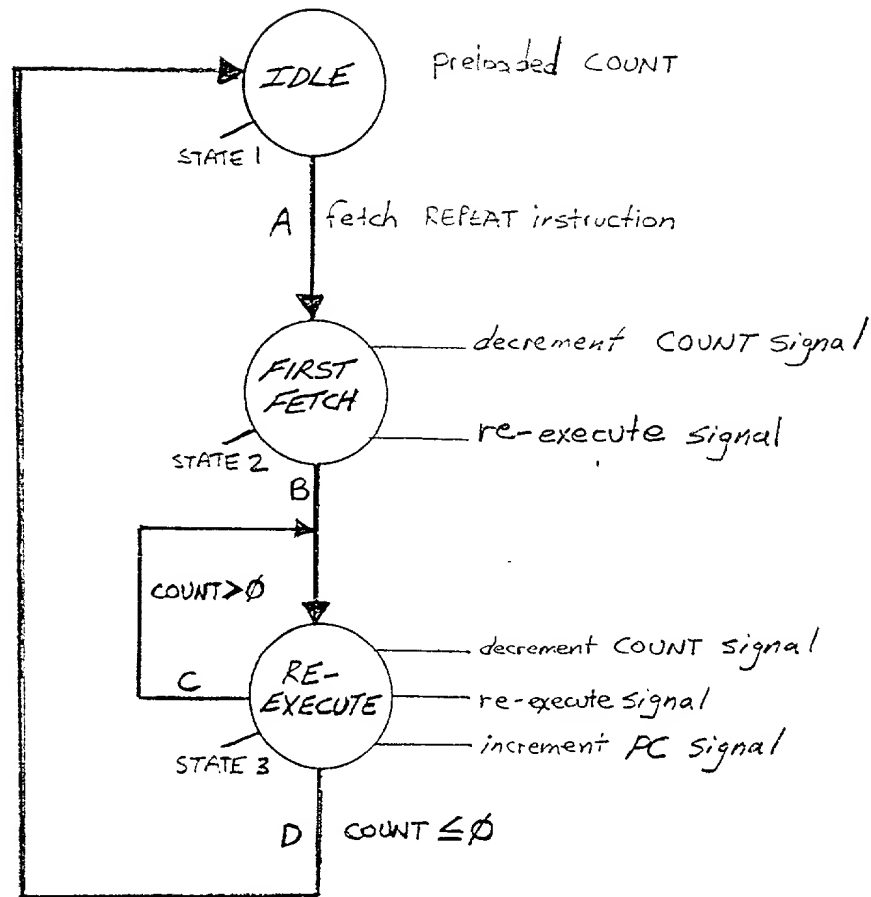 IDLE
preloaded COUNT
STATE 1
A
fetch REPEAT instruction
FIRST
FETCH
decrement COUNT signal
re-execute signal
STATE 2
B
COUNT>Ø
C
RE-
EXECUTE
decrement COUNT signal
re-execute signal
increment PC signal
STATE 3
D
COUNT ≤ Ø